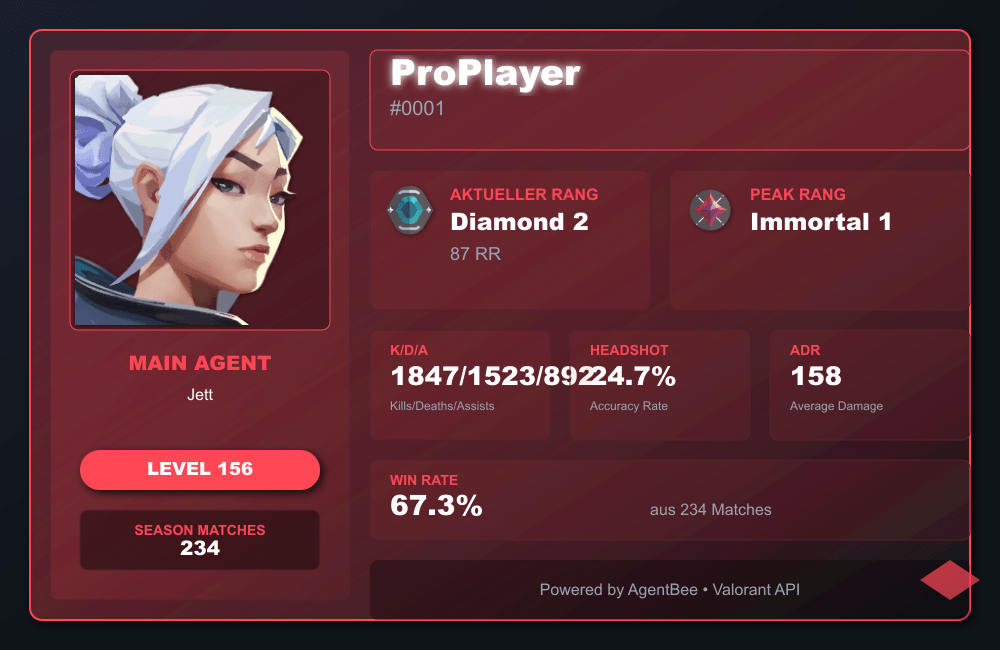 ProPlayer
#0001
AKTUELLER RANG
Diamond 2
87 RR
PEAK RANG
Immortal 1
MAIN AGENT
Jett
LEVEL 156
SEASON MATCHES
234
K/D/A
1847/1523/892
Kills/Deaths/Assists
HEADSHOT
24.7%
Accuracy Rate
ADR
158
Average Damage
WIN RATE
67.3%
aus 234 Matches
Powered by AgentBee • Valorant API